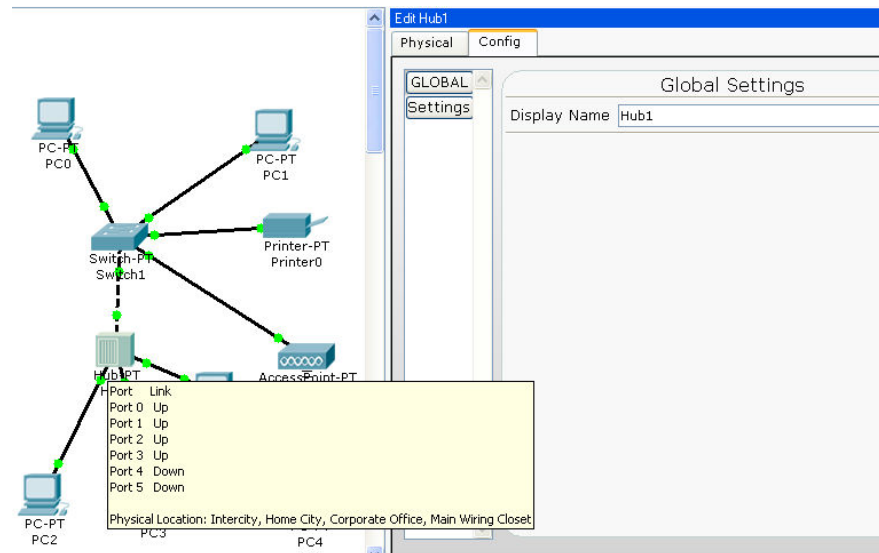 Edit Hub1
Physical Config
GLOBAL
Settings
Global Settings
Display Name Hub1
PC-PT
PC0
PC-PT
PC1
Printer-PT
Printer0
Switch-PT
Switch1
Hub-PT
AccessPoint-PT
Port Link
Port 0 Up
Port 1 Up
Port 2 Up
Port 3 Up
Port 4 Down
Port 5 Down
Physical Location: Intercity, Home City, Corporate Office, Main Wiring Closet
PC-PT
PC2
PC3
PC4